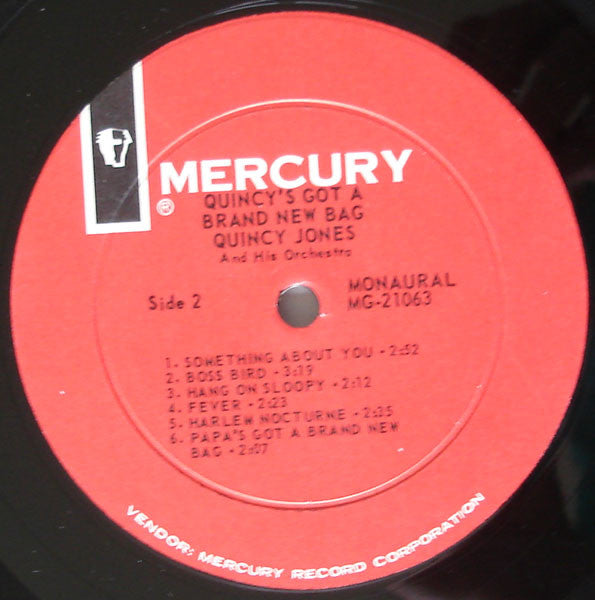 MERCURY
®
QUINCY'S GOT A
BRAND NEW BAG
QUINCY JONES
And His Orchestra
Side 2
MONAURAL
MG-21063
1. SOMETHING ABOUT YOU - 2:52
2. BOSS BIRD - 3:19
3. HANG ON SLOOPY - 2:12
4. FEVER - 2:23
5. HARLEM NOCTURNE - 2:35
6. PAPA'S GOT A BRAND NEW
BAG - 2:07
VENDOR: MERCURY RECORD CORPORATION